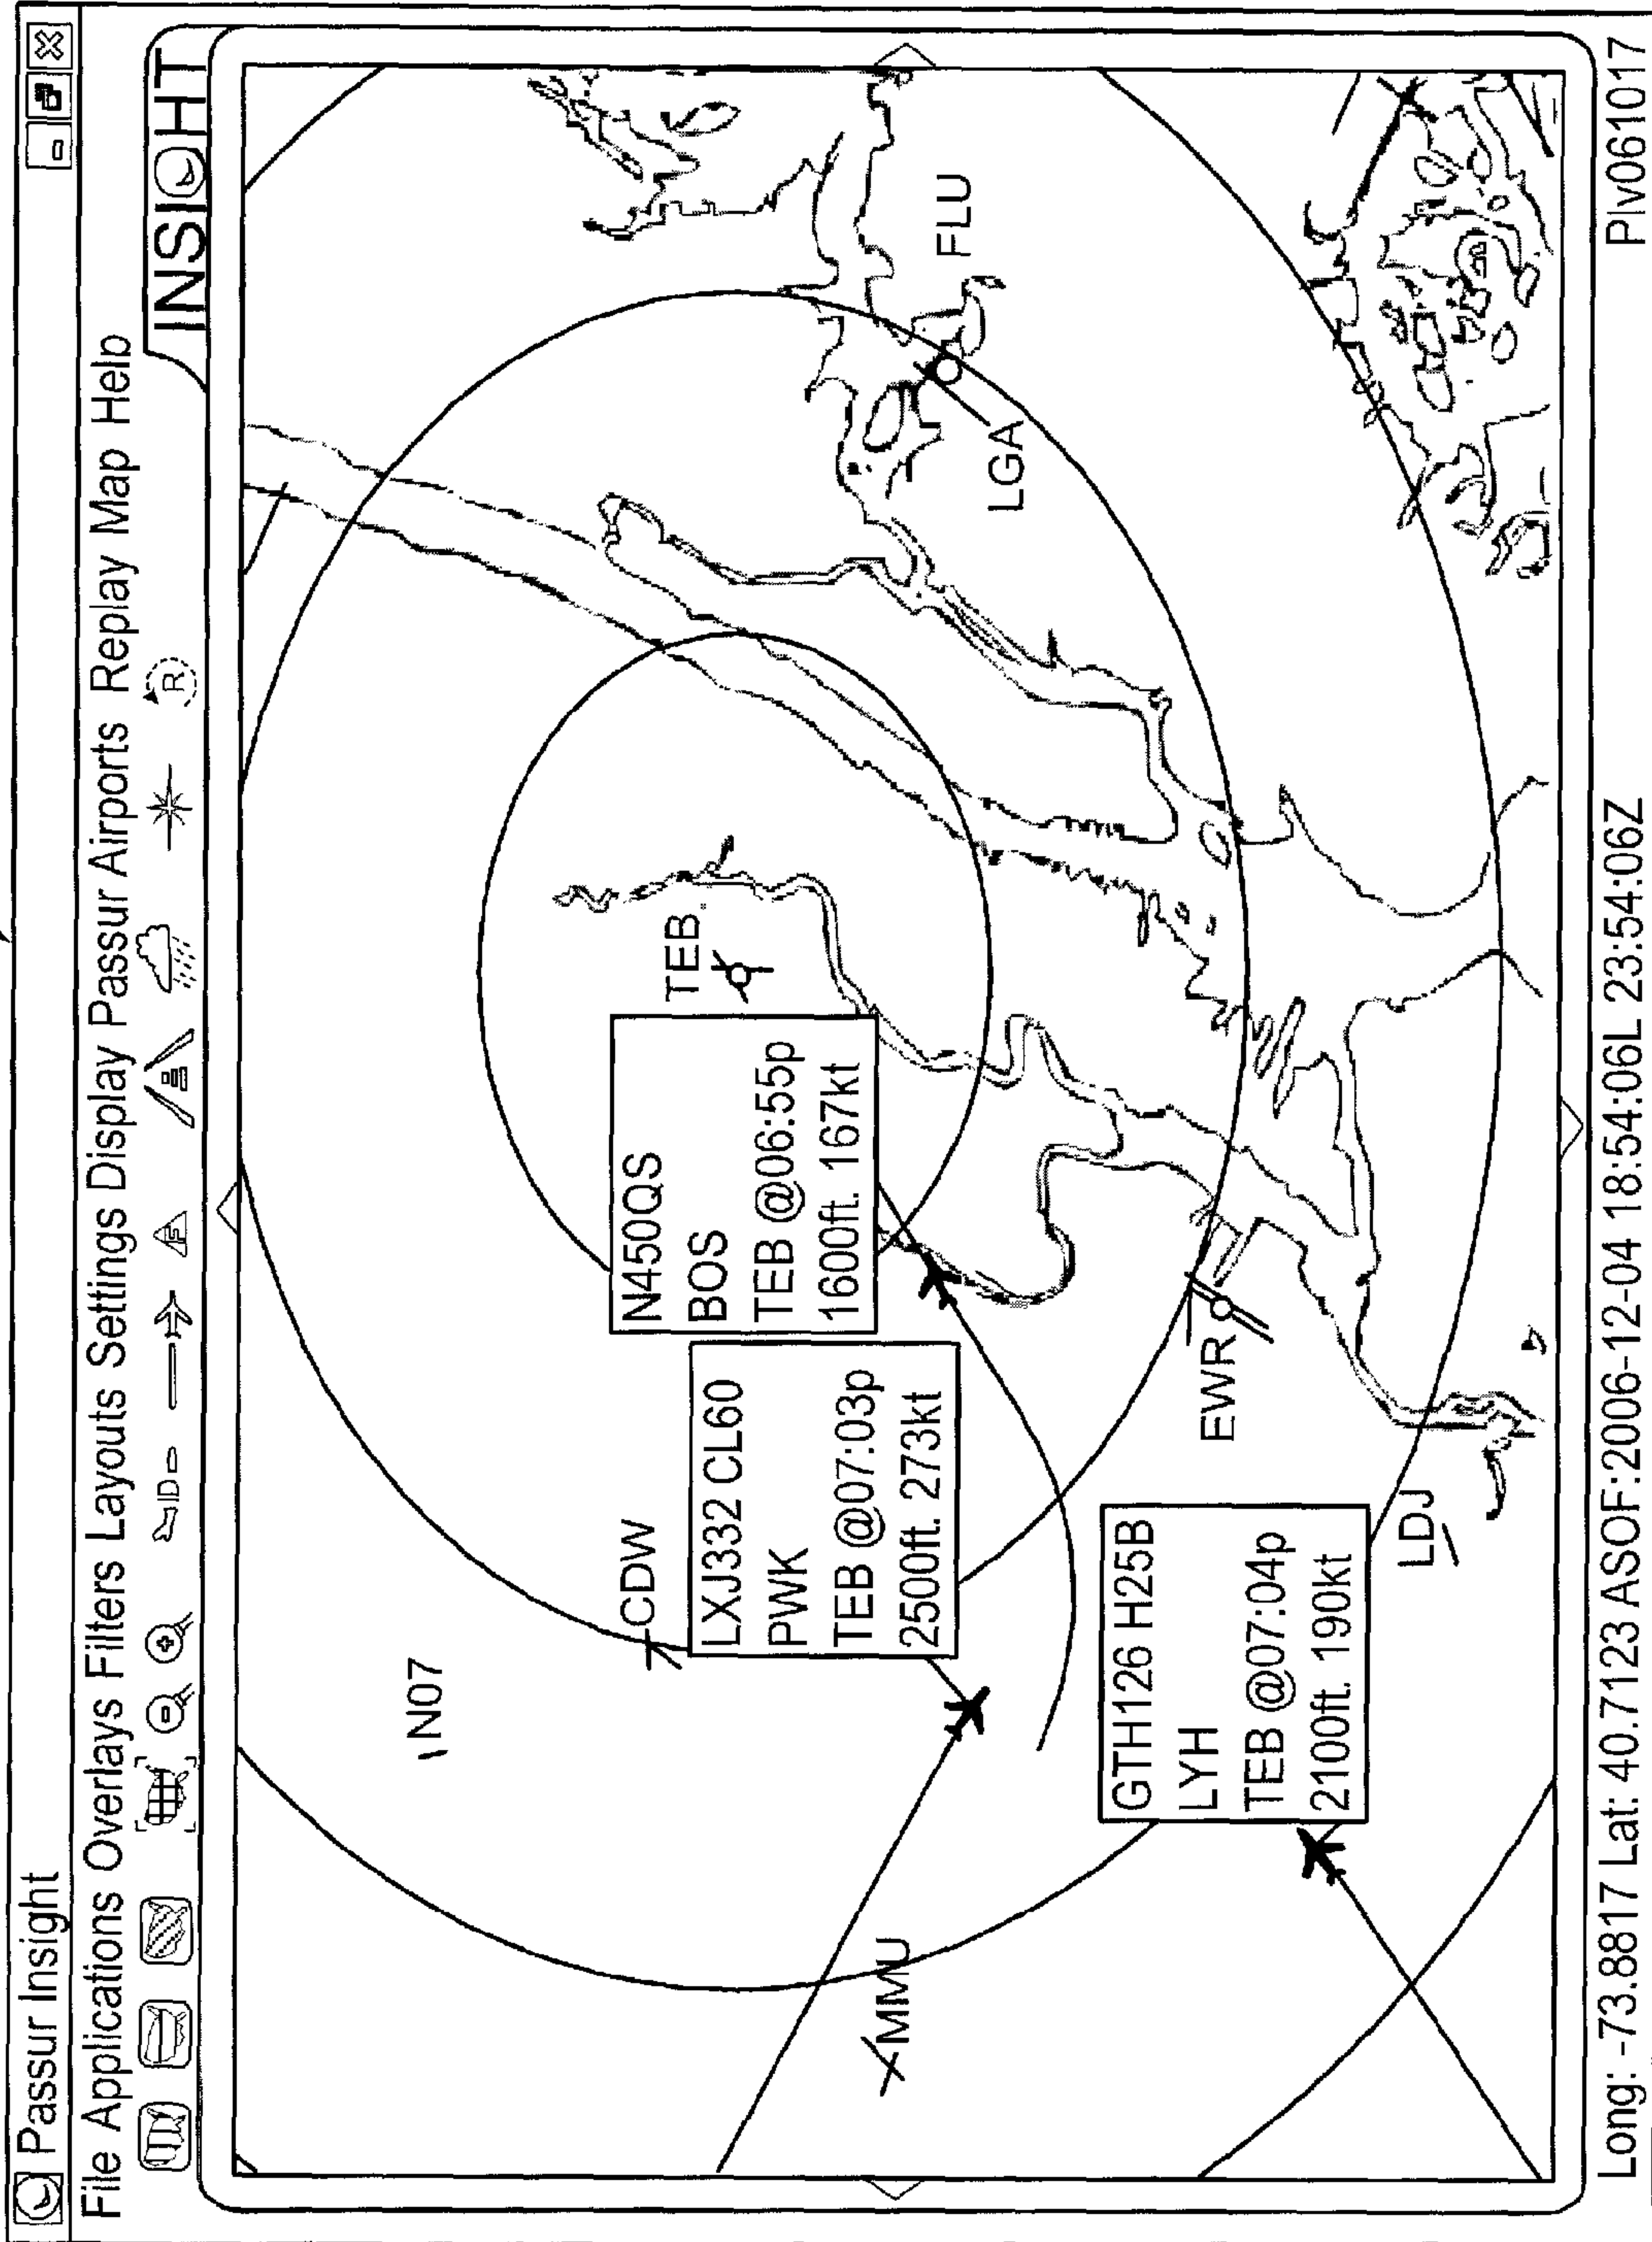 Passur Insight
File Applications Overlays Filters Layouts Settings Display Passur Airports Replay Map Help
ID
F
R
INSIGHT
N07
CDW
TEB
N450QS
BOS
TEB @06:55p
1600ft. 167kt
LXJ332 CL60
PWK
TEB @07:03p
2500ft. 273kt
MMU
FLU
LGA
GTH126 H25B
LYH
TEB @07:04p
2100ft. 190kt
EWR
LDJ
Long: -73.8817 Lat: 40.7123 ASOF:2006-12-04 18:54:06L 23:54:06Z
Plv061017